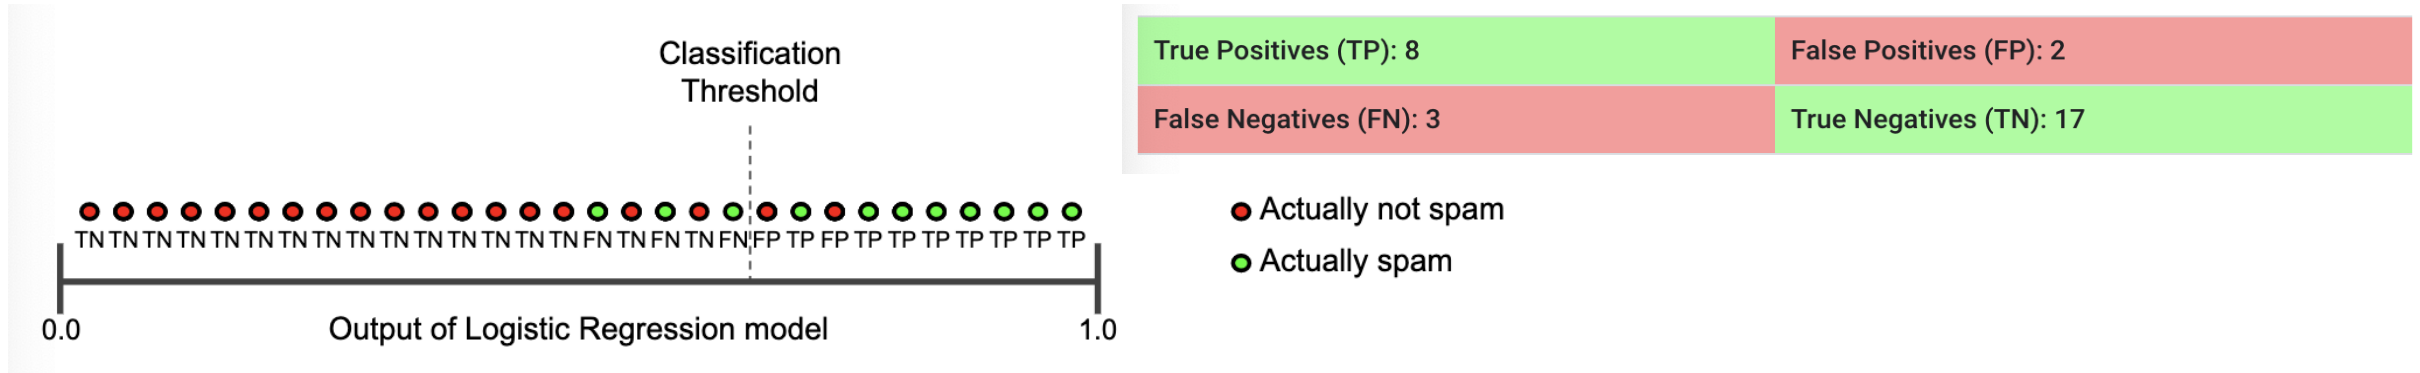 Classification
Threshold
TN TN TN TN TN TN TN TN TN TN TN TN TN TN TN FN TN FN TN FN FP TP FP TP TP TP TP TP TP TP
0.0
Output of Logistic Regression model
1.0
True Positives (TP): 8
False Positives (FP): 2
False Negatives (FN): 3
True Negatives (TN): 17
Actually not spam
Actually spam